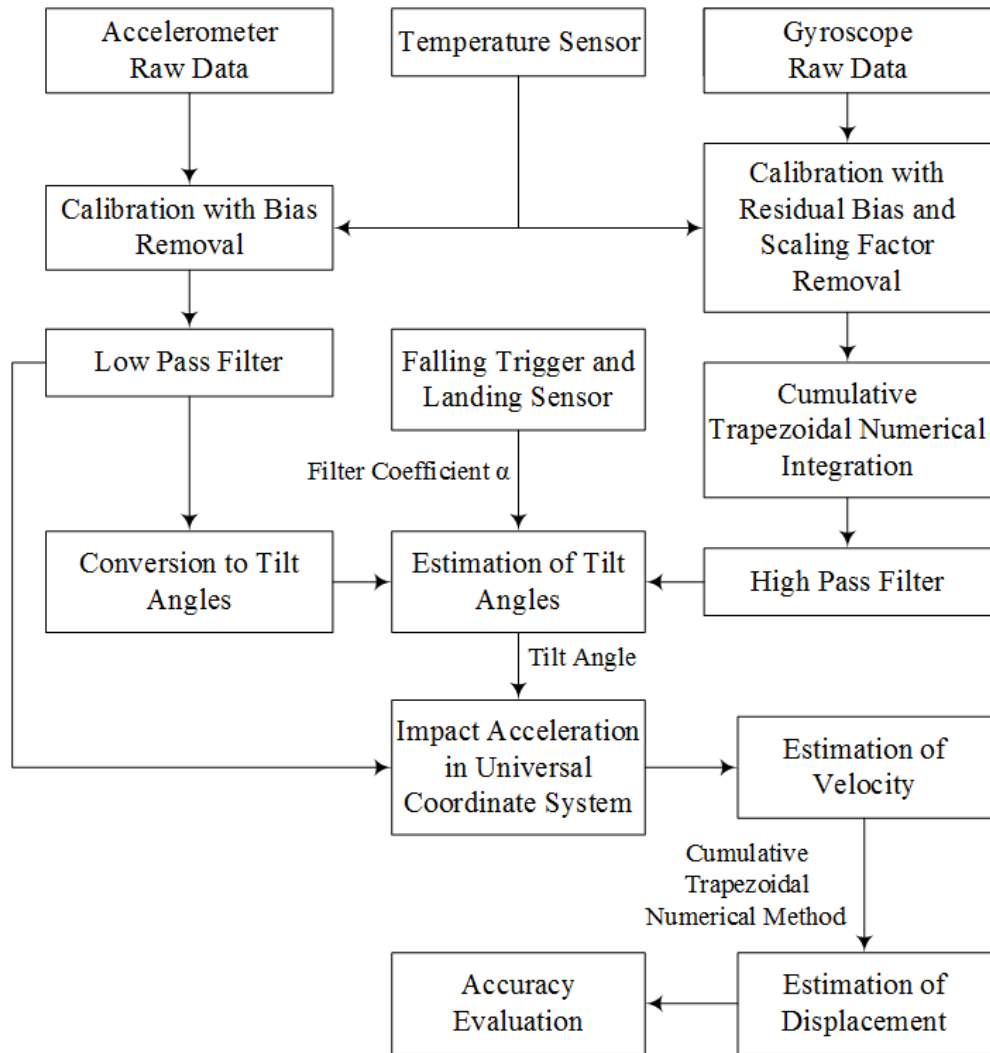 Accelerometer
Raw Data
Temperature Sensor
Gyroscope
Raw Data
Calibration with Bias
Removal
Calibration with
Residual Bias and
Scaling Factor
Removal
Low Pass Filter
Falling Trigger and
Landing Sensor
Cumulative
Trapezoidal Numerical
Integration
Filter Coefficient α
Conversion to Tilt
Angles
Estimation of Tilt
Angles
High Pass Filter
Tilt Angle
Impact Acceleration
in Universal
Coordinate System
Estimation of
Velocity
Cumulative
Trapezoidal
Numerical Method
Accuracy
Evaluation
Estimation of
Displacement